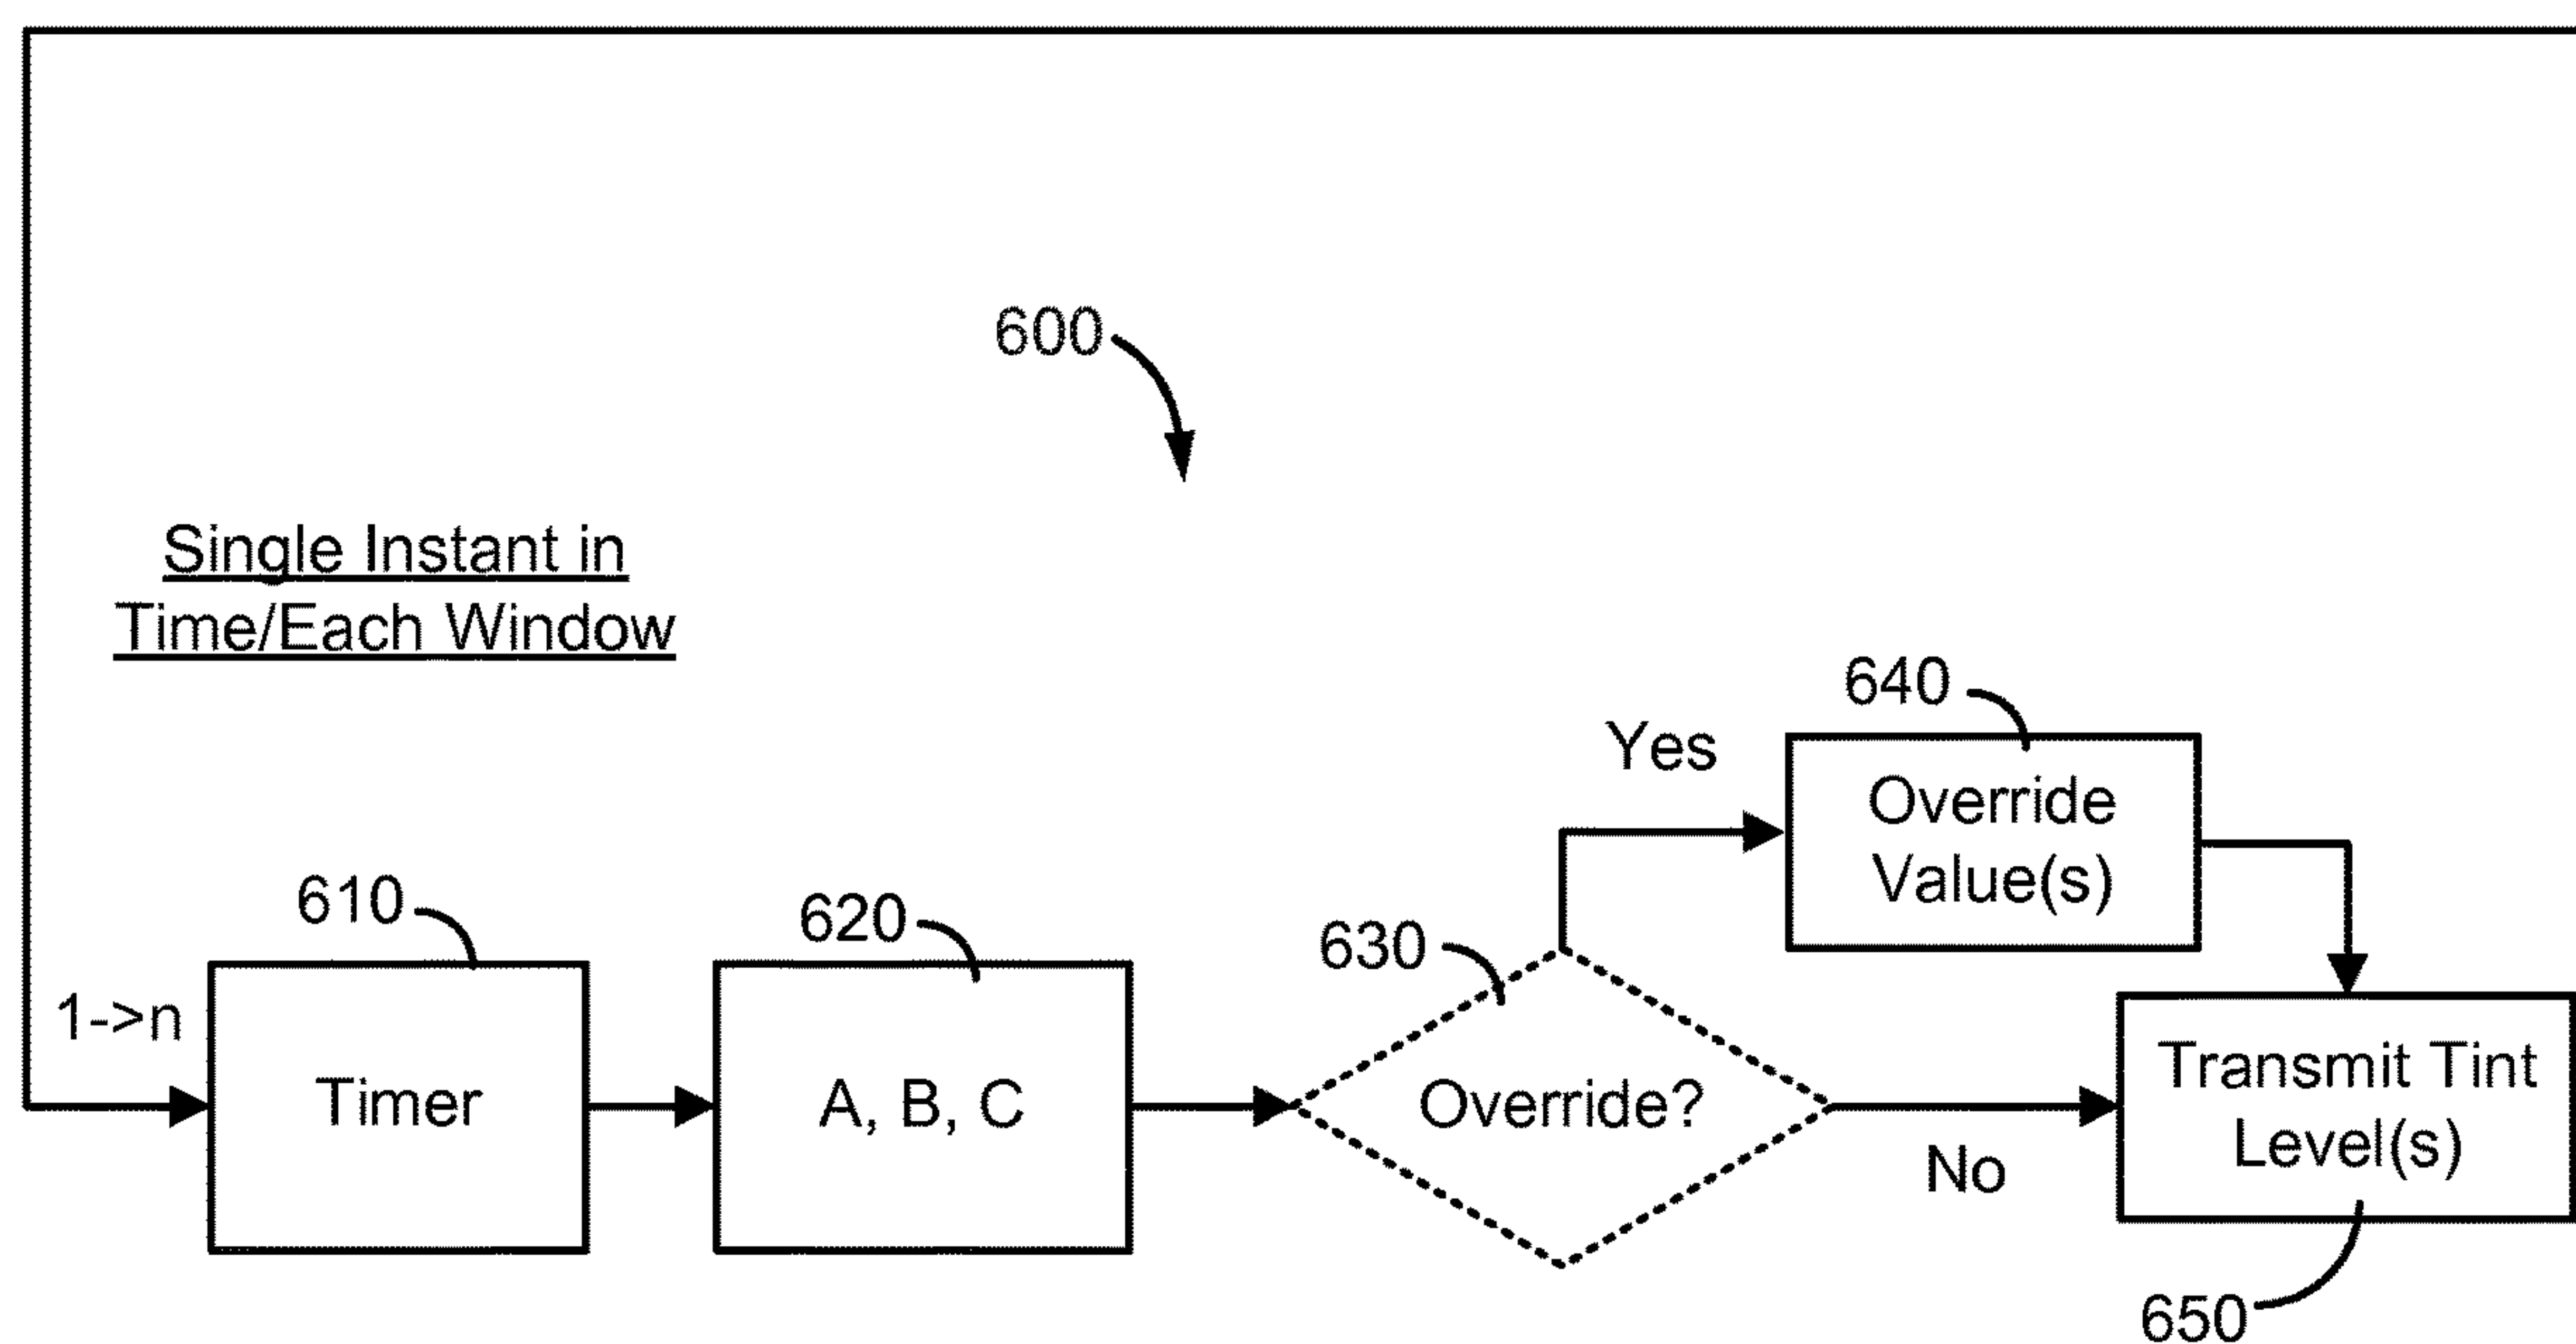 600
Single Instant in
Time/Each Window
640
Yes
Override
Value(s)
610
620
630
1->n
Timer
A, B, C
Override?
No
Transmit Tint
Level(s)
650